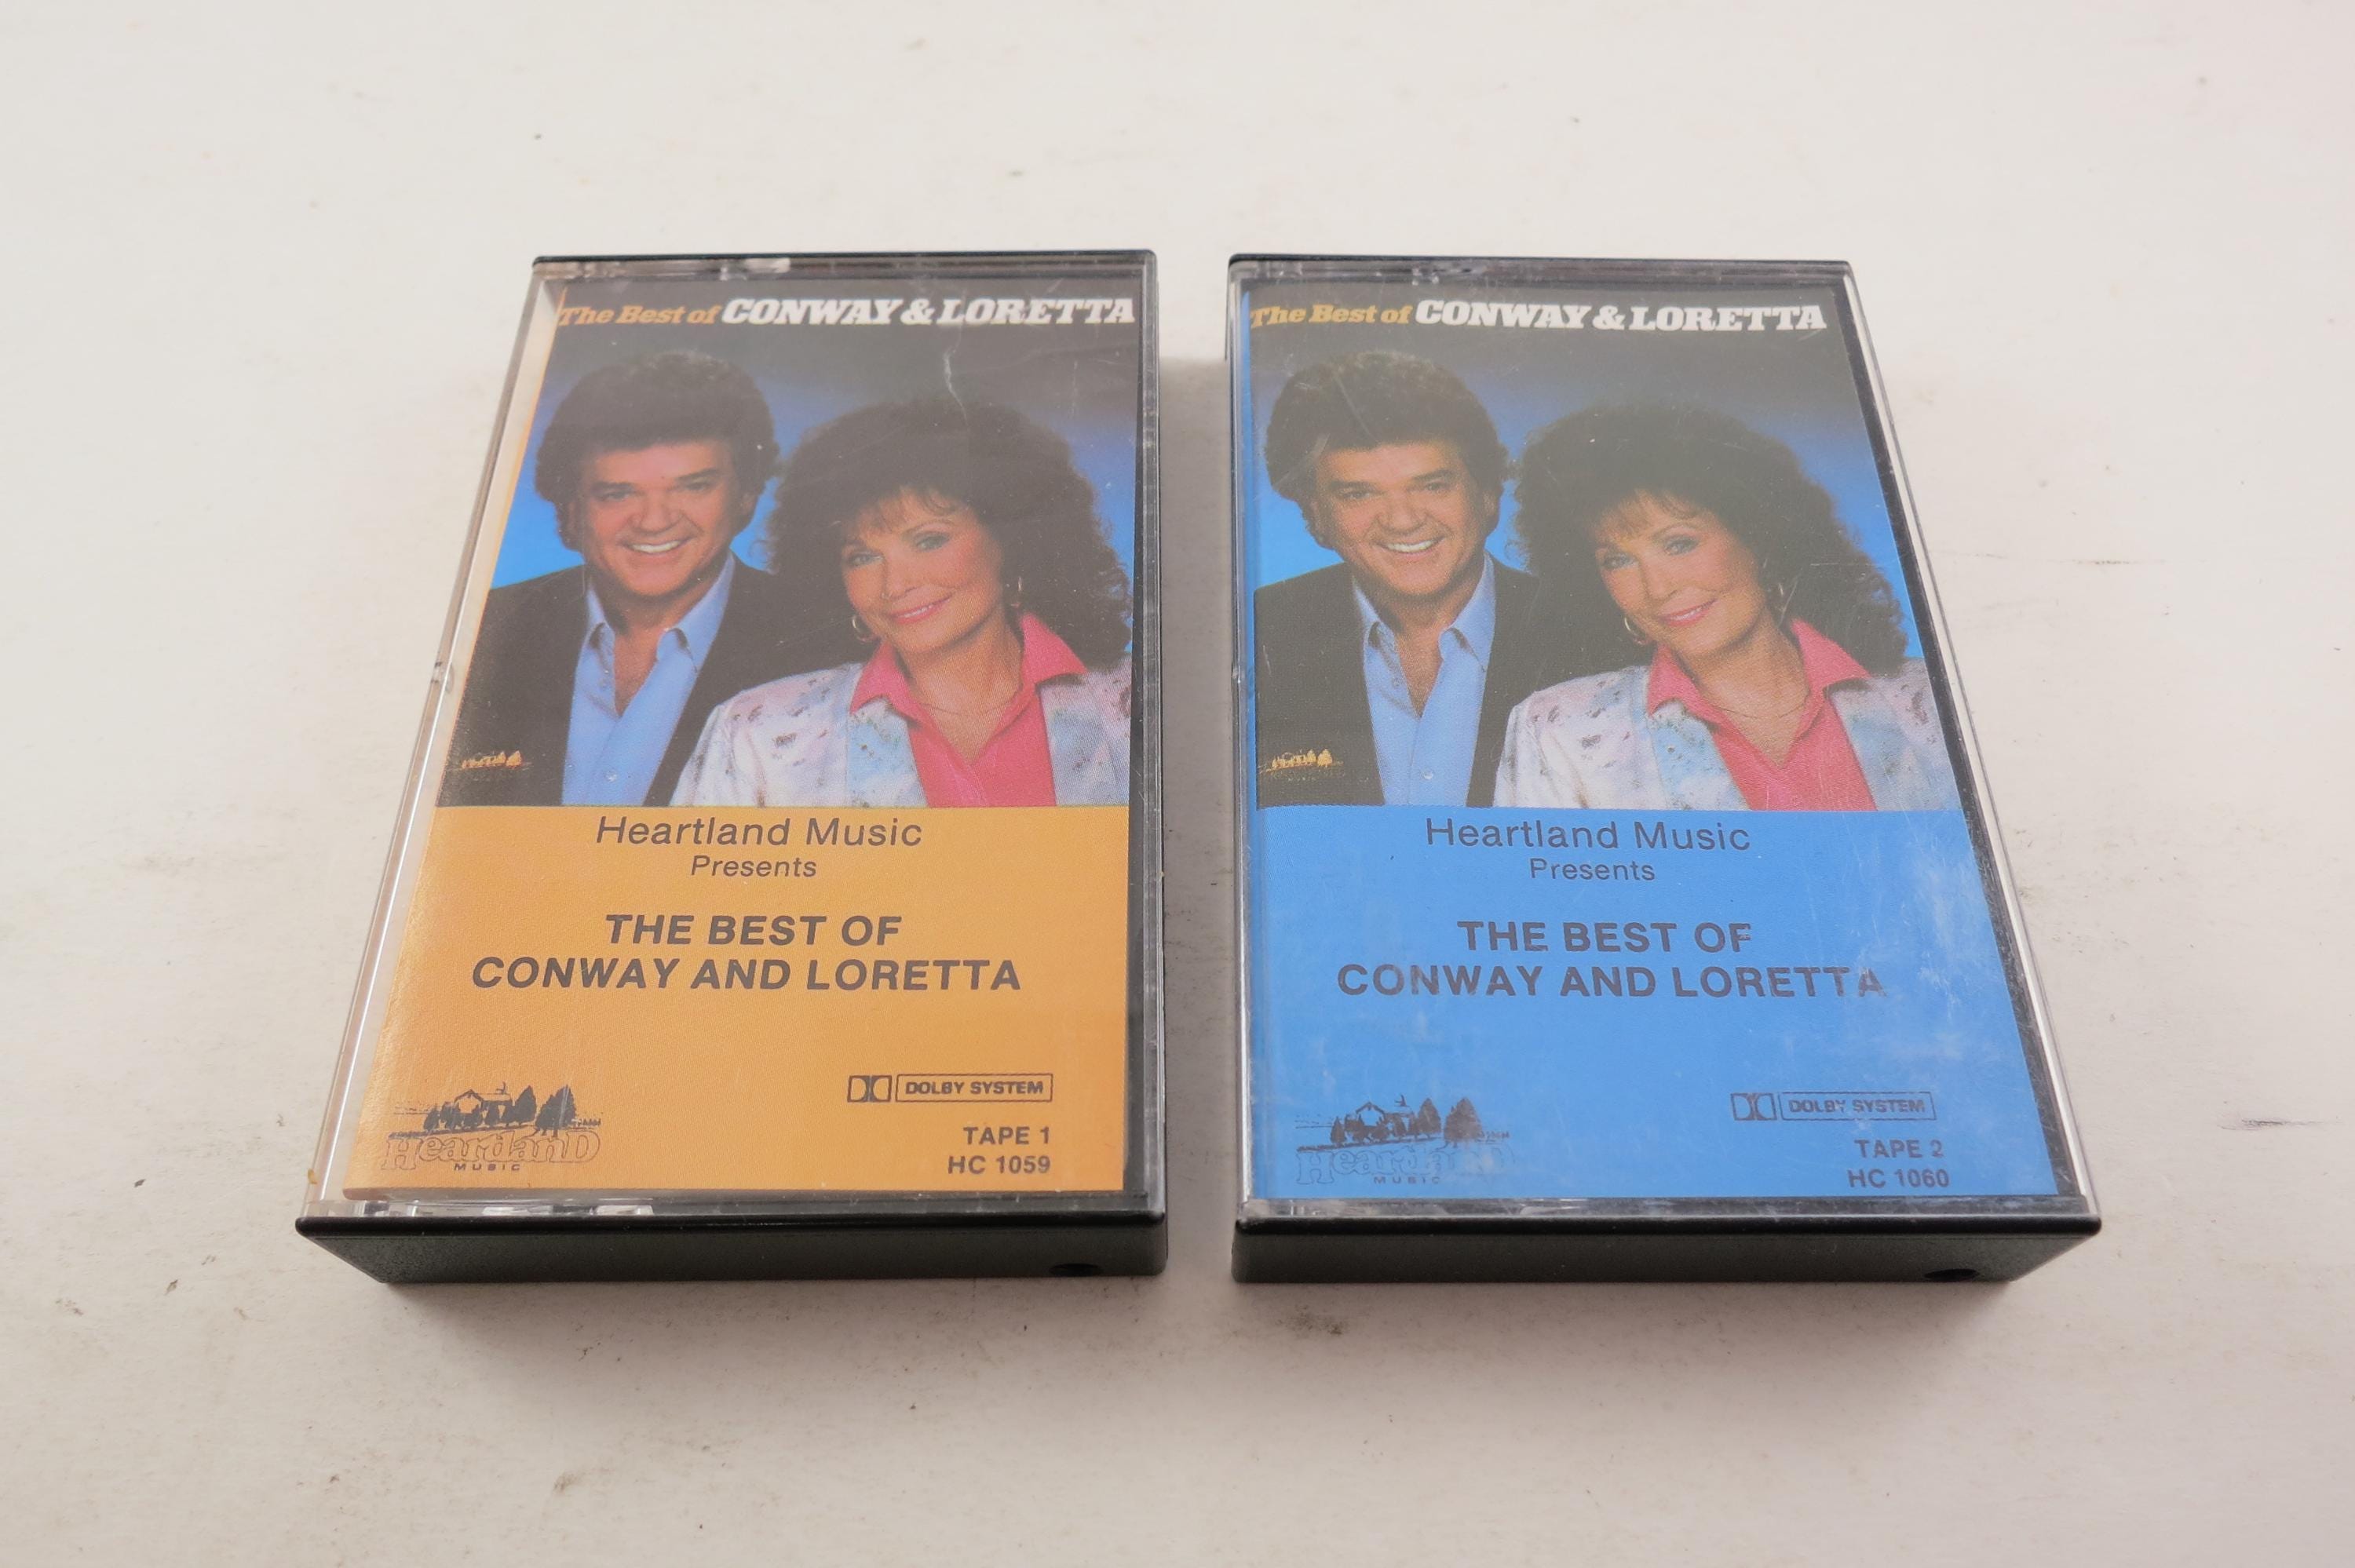 The Best of CONWAY & LORETTA
Heartland Music
Presents
THE BEST OF
CONWAY AND LORETTA
DOLBY SYSTEM
HeartlanD
MUSIC
TAPE 1
HC 1059
The Best of CONWAY & LORETTA
Heartland Music
Presents
THE BEST OF
CONWAY AND LORETTA
DOLBY SYSTEM
HeartlanD
MUSIC
TAPE 2
HC 1060